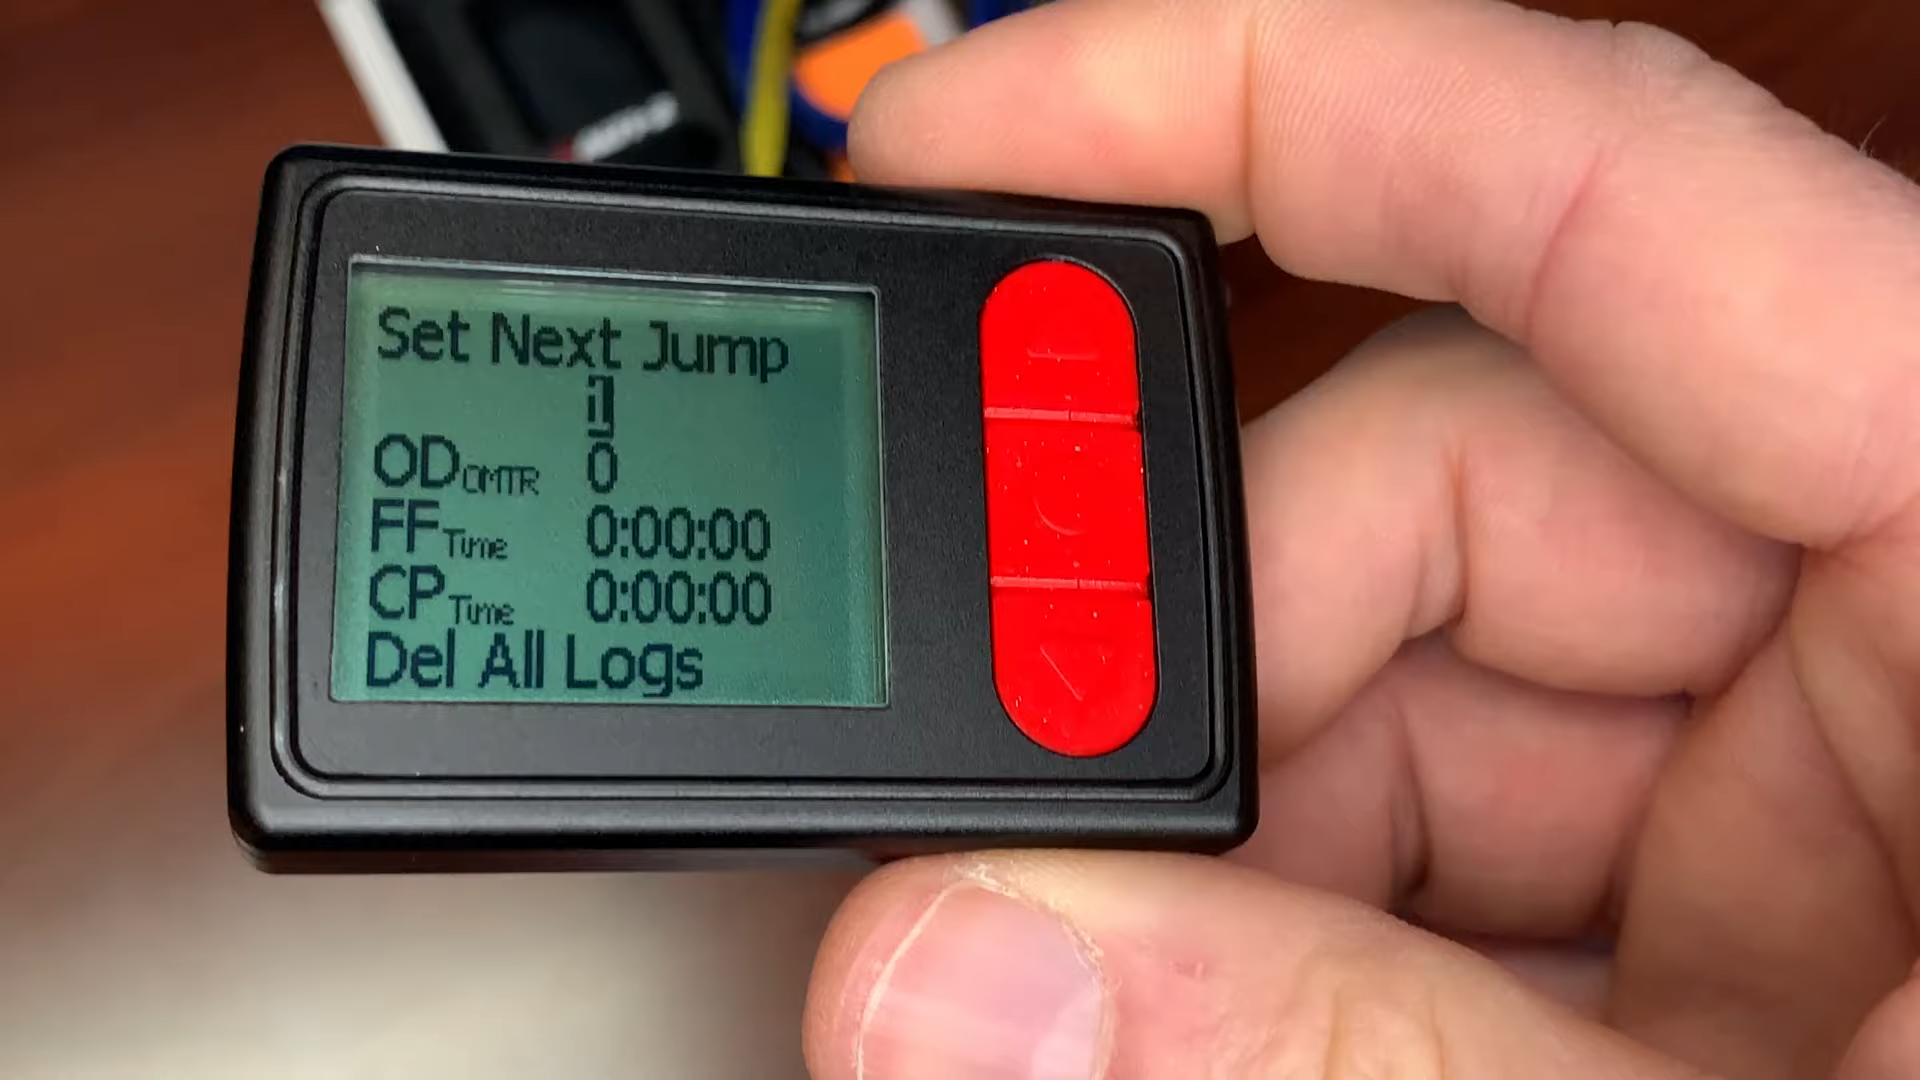 Set Next Jump
1
ODOMTR 0
FFTime 0:00:00
CPTime 0:00:00
Del All Logs